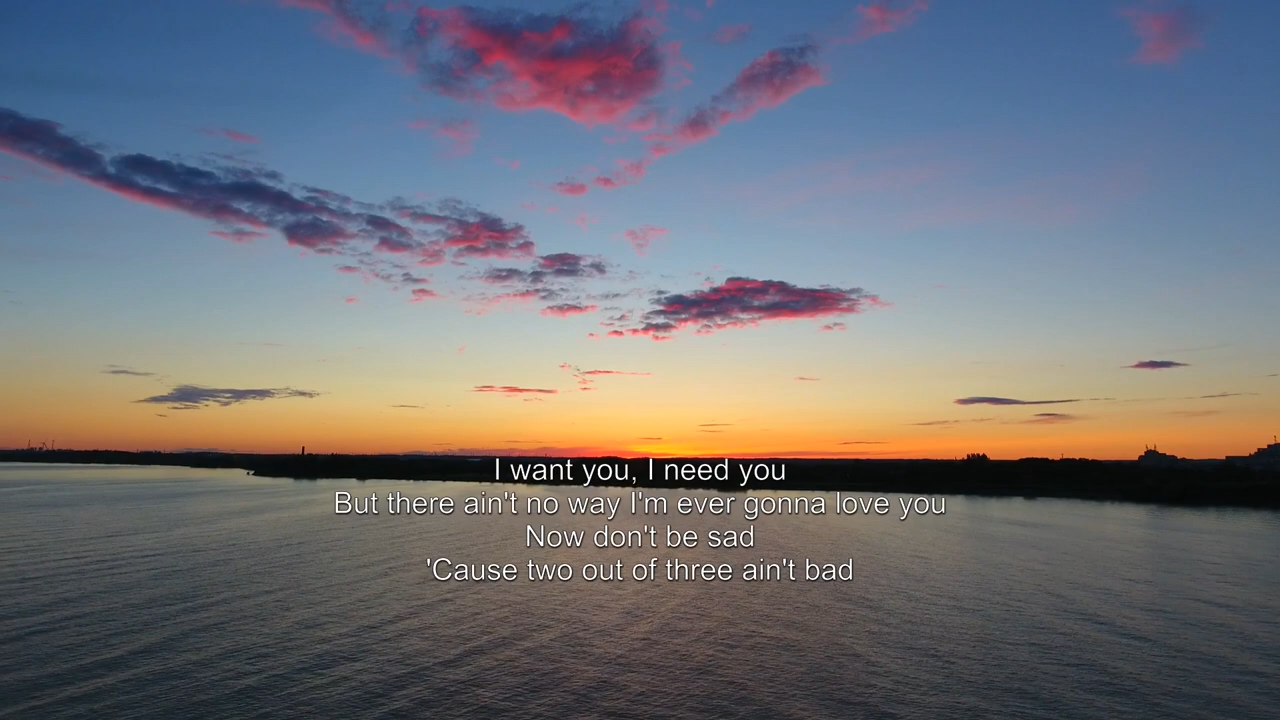 I want you, I need you
But there ain't no way I'm ever gonna love you
Now don't be sad
'Cause two out of three ain't bad